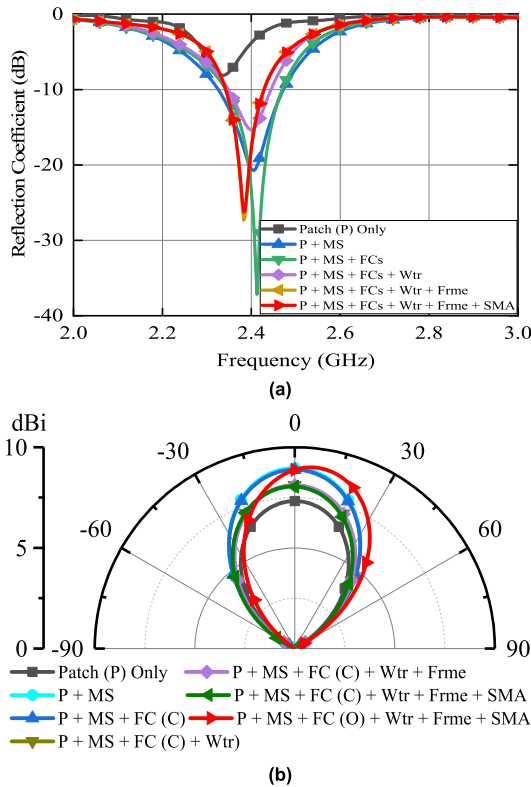 0
-10
-20
-30
-40
Reflection Coefficient (dB)
Patch (P) Only
P + MS
P + MS + FCs
P + MS + FCs + Wtr
P + MS + FCs + Wtr + Frme
P + MS + FCs + Wtr + Frme + SMA
2.0 2.2 2.4 2.6 2.8 3.0
Frequency (GHz)
(a)
dBi
10
5
0
-90
-60
-30
0
30
60
90
Patch (P) Only
P + MS
P + MS + FC (C)
P + MS + FC (C) + Wtr)
P + MS + FC (C) + Wtr + Frme
P + MS + FC (C) + Wtr + Frme + SMA
P + MS + FC (O) + Wtr + Frme + SMA
(b)